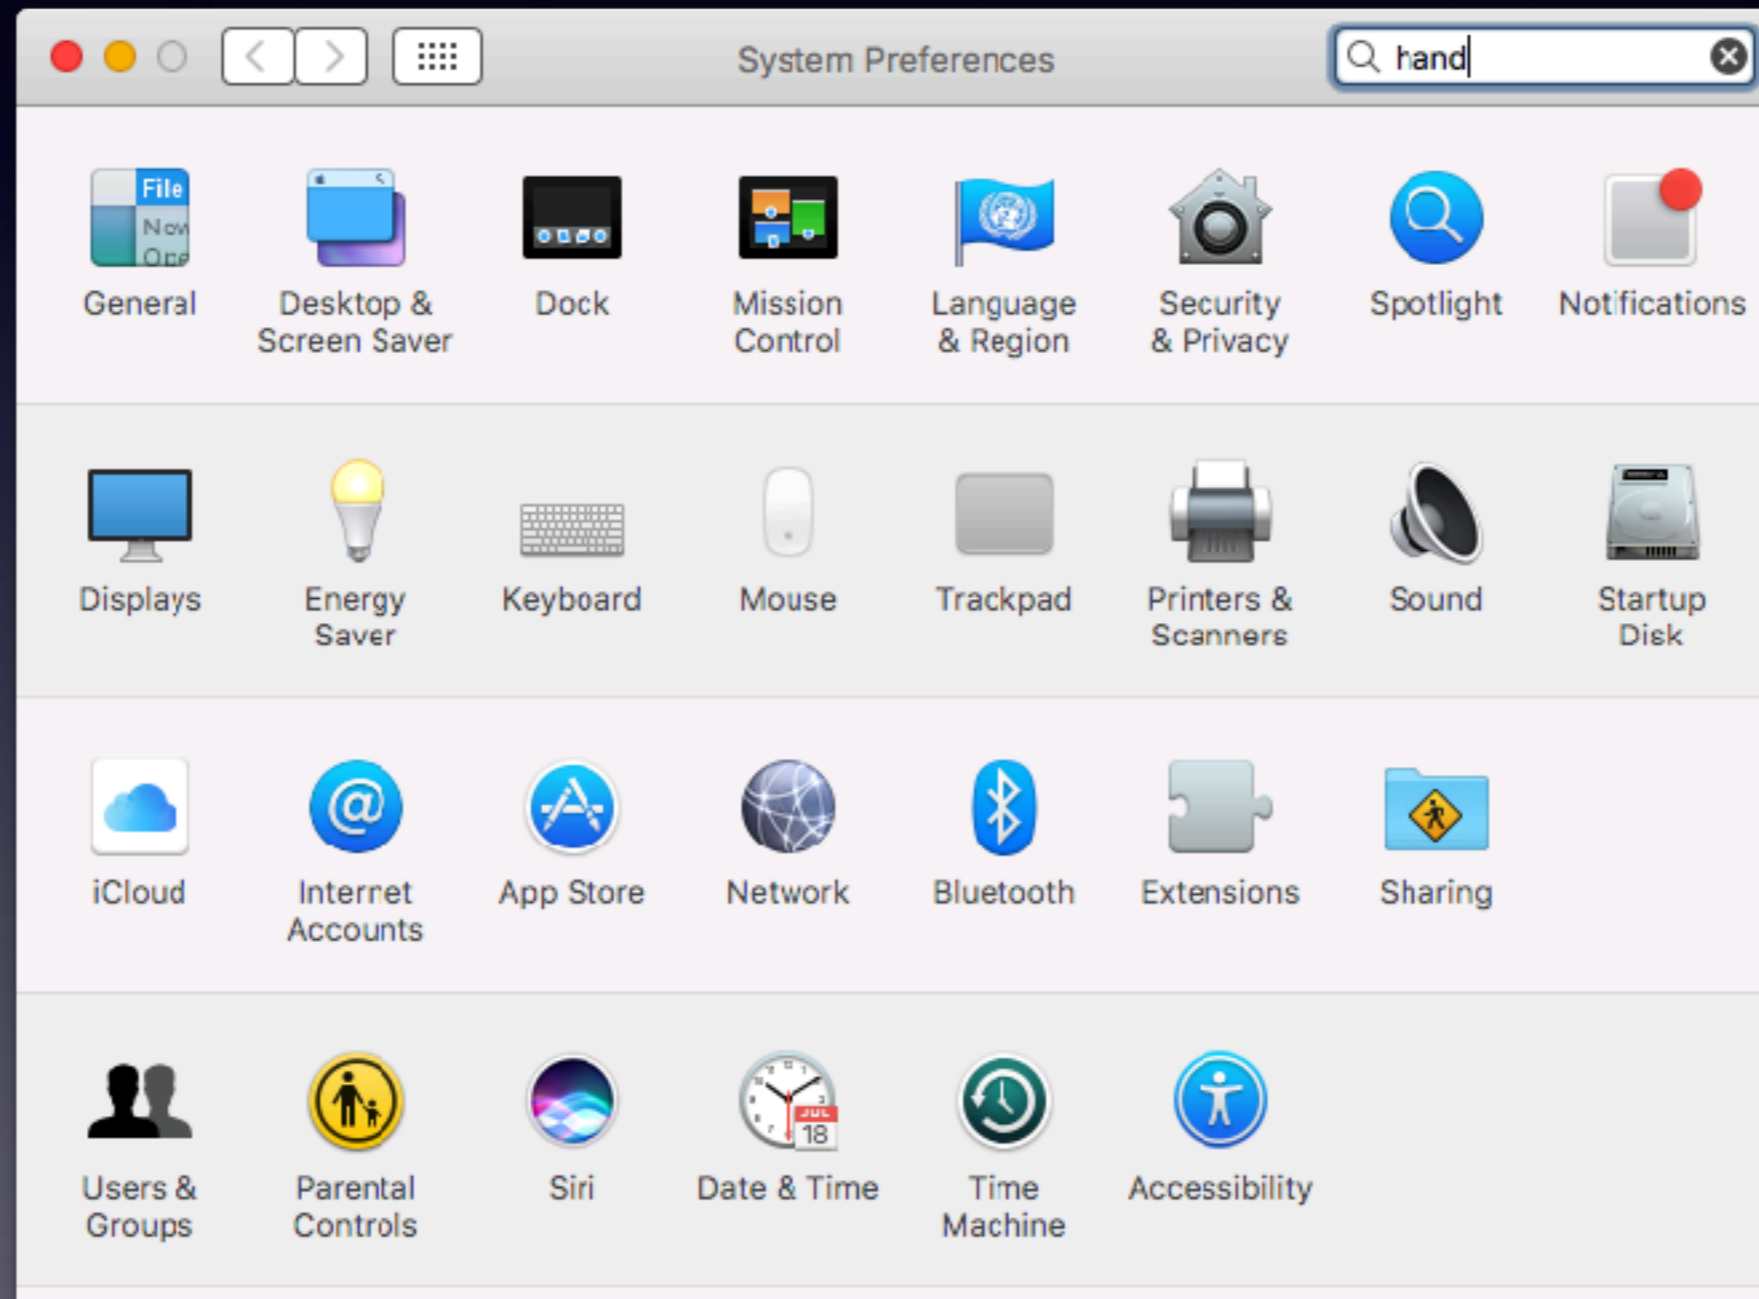 System Preferences
hand
File
Now
Ope
General
Desktop &
Screen Saver
Dock
Mission
Control
Language
& Region
Security
& Privacy
Spotlight
Notifications
Displays
Energy
Saver
Keyboard
Mouse
Trackpad
Printers &
Scanners
Sound
Startup
Disk
iCloud
@
Internet
Accounts
App Store
Network
Bluetooth
Extensions
Sharing
Users &
Groups
Parental
Controls
Siri
JUL
18
Date & Time
Time
Machine
Accessibility